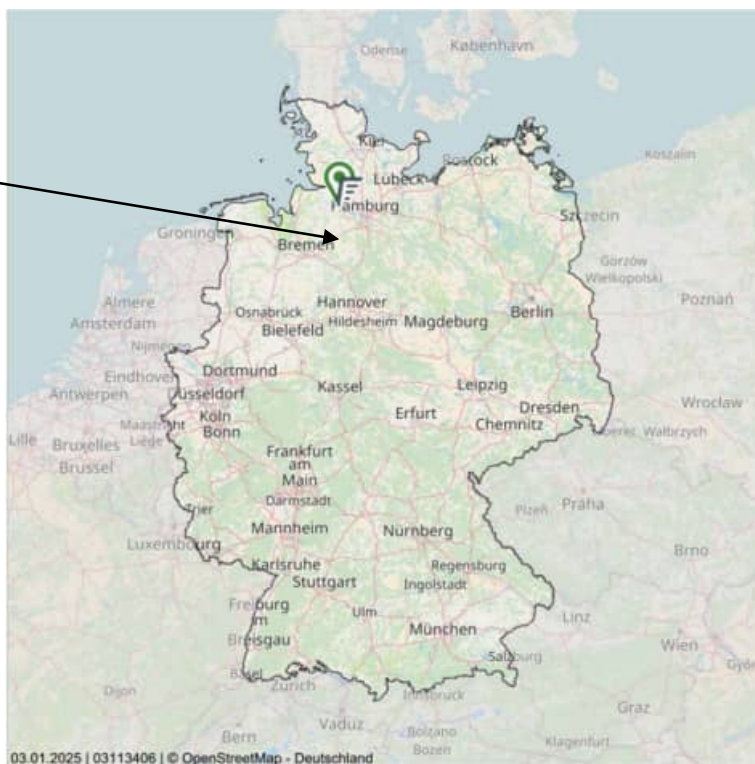 København
Odense
Kiel
Rostock
Koszalin
Lübeck
Hamburg
Szczecin
Groningen
Bremen
Gorzów
Wielkopolski
Almere
Hannover
Poznań
Osnabrück
Hildesheim
Magdeburg
Berlin
Amsterdam
Bielefeld
Nijmegen
Eindhoven
Dortmund
Antwerpen
Düsseldorf
Kassel
Leipzig
Wrocław
Köln
Erfurt
Dresden
Maastricht
Chemnitz
Lille
Bruxelles
Liège
Bonn
Liberec
Wałbrzych
Brussel
Frankfurt
am
Main
Darmstadt
Trier
Plzeň
Praha
Mannheim
Nürnberg
Luxembourg
Brno
Karlsruhe
Regensburg
Stuttgart
Ingolstadt
Freiburg
im
Breisgau
Ulm
Linz
München
Wien
Salzburg
Basel
Zürich
Dijon
Innsbruck
Graz
Vaduz
Bern
Bolzano
Bozen
Klagenfurt
03.01.2025 | 03113406 | © OpenStreetMap - Deutschland